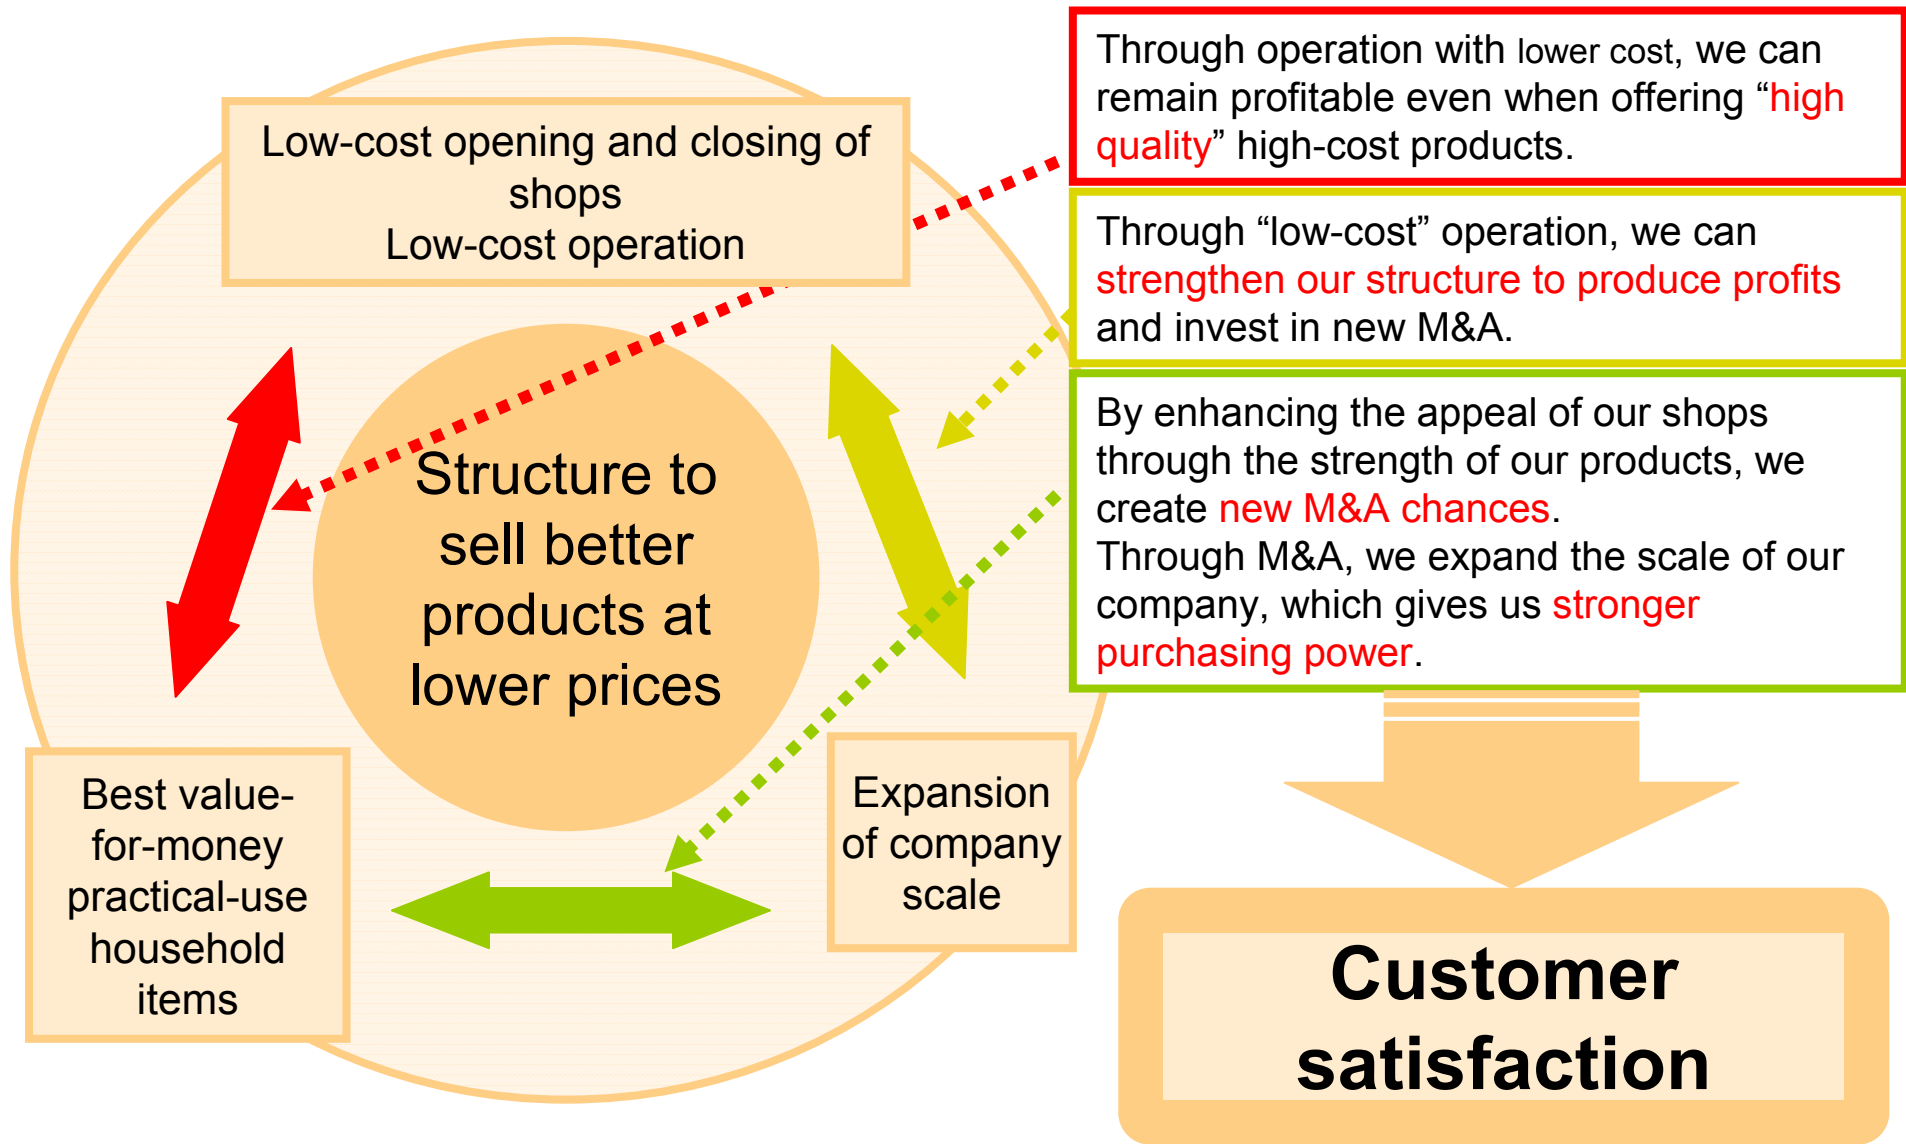 Low-cost opening and closing of
shops
Low-cost operation
Structure to
sell better
products at
lower prices
Best value-
for-money
practical-use
household
items
Expansion
of company
scale
Through operation with lower cost, we can
remain profitable even when offering “high
quality” high-cost products.
Through “low-cost” operation, we can
strengthen our structure to produce profits
and invest in new M&A.
By enhancing the appeal of our shops
through the strength of our products, we
create new M&A chances.
Through M&A, we expand the scale of our
company, which gives us stronger
purchasing power.
Customer
satisfaction